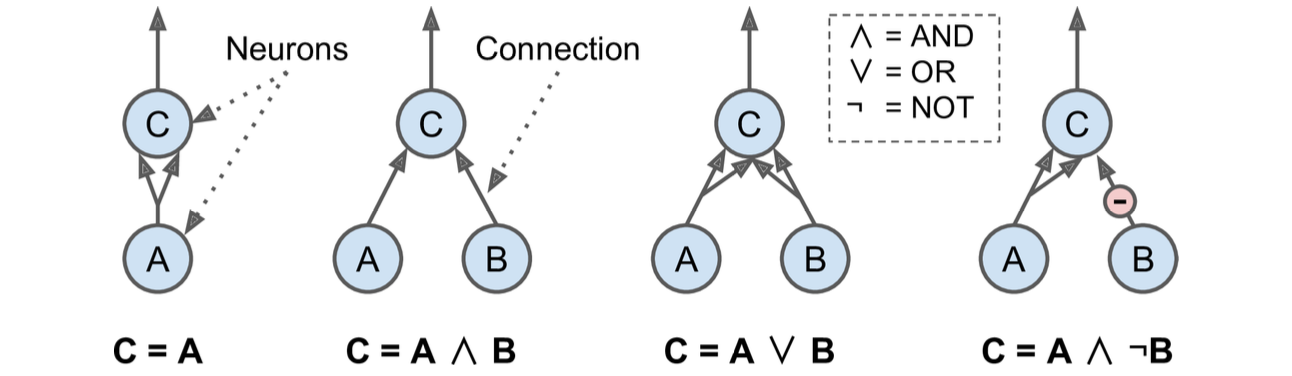 Neurons
Connection
∧ = AND
∨ = OR
¬ = NOT
C
C
C
C
-
A
A
B
A
B
A
B
C = A
C = A ∧ B
C = A ∨ B
C = A ∧ ¬B